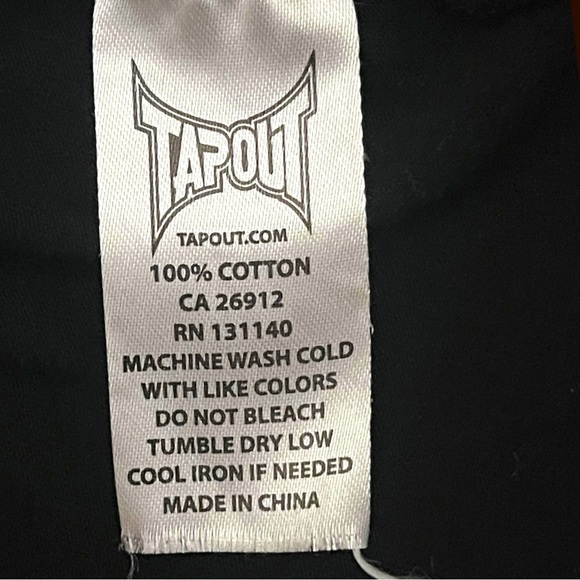 TAPOUT
TAPOUT.COM
100% COTTON
CA 26912
RN 131140
MACHINE WASH COLD
WITH LIKE COLORS
DO NOT BLEACH
TUMBLE DRY LOW
COOL IRON IF NEEDED
MADE IN CHINA